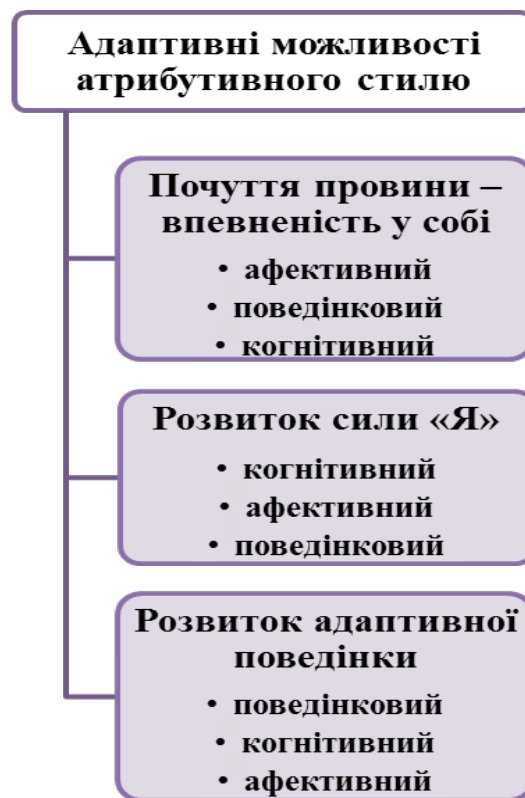 Адаптивні можливості
атрибутивного стилю
Почуття провини –
впевненість у собі
• афективний
• поведінковий
• когнітивний
Розвиток сили «Я»
• когнітивний
• афективний
• поведінковий
Розвиток адаптивної
поведінки
• поведінковий
• когнітивний
• афективний